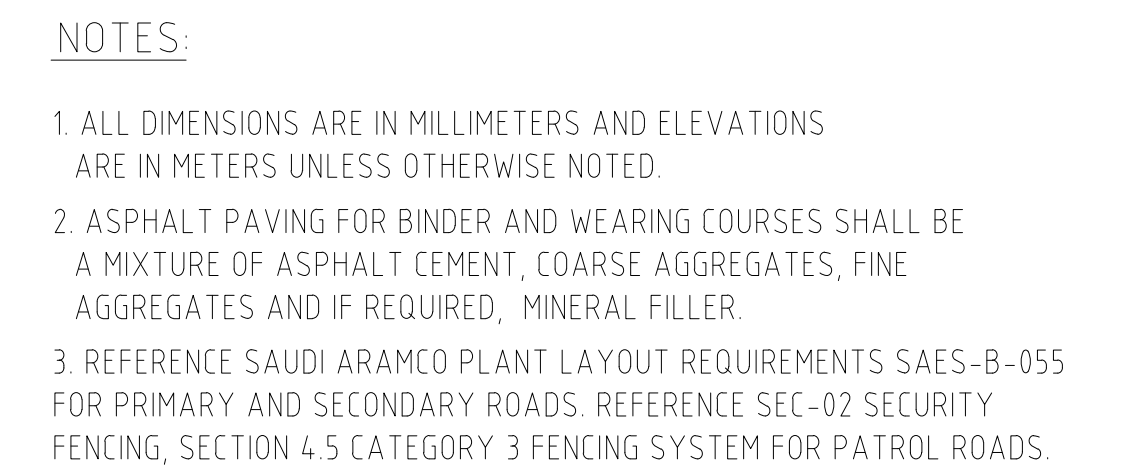 NOTES:
1. ALL DIMENSIONS ARE IN MILLIMETERS AND ELEVATIONS
ARE IN METERS UNLESS OTHERWISE NOTED.
2. ASPHALT PAVING FOR BINDER AND WEARING COURSES SHALL BE
A MIXTURE OF ASPHALT CEMENT, COARSE AGGREGATES, FINE
AGGREGATES AND IF REQUIRED, MINERAL FILLER.
3. REFERENCE SAUDI ARAMCO PLANT LAYOUT REQUIREMENTS SAES-B-055
FOR PRIMARY AND SECONDARY ROADS. REFERENCE SEC-02 SECURITY
FENCING, SECTION 4.5 CATEGORY 3 FENCING SYSTEM FOR PATROL ROADS.